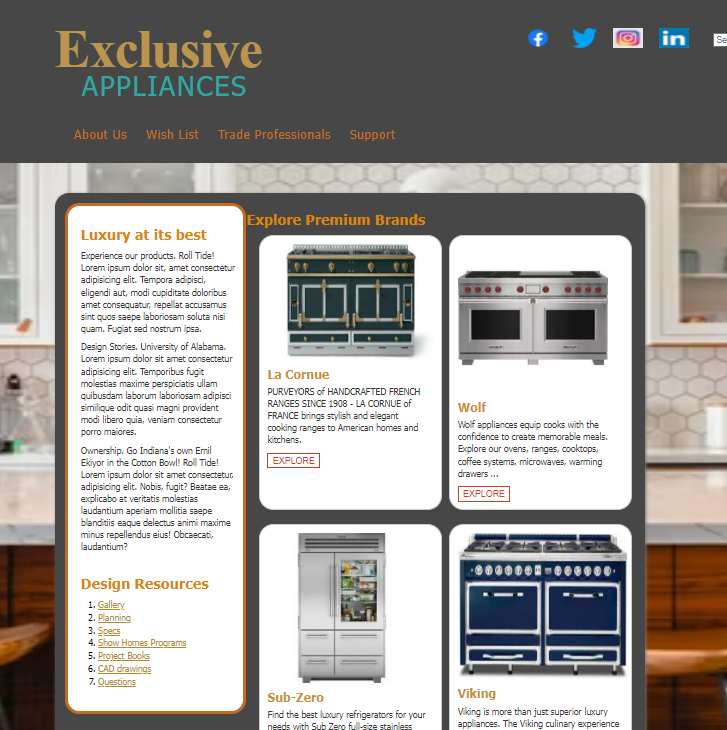 Exclusive
APPLIANCES
Se
About Us Wish List Trade Professionals Support
Luxury at its best
Experience our products. Roll Tide!
Lorem ipsum dolor sit, amet consectetur
adipisicing elit. Tempora adipisci,
eligendi aut, modi cupiditate doloribus
amet consequatur, repellat accusamus
sint quos saepe laboriosam soluta nisi
quam. Fugiat sed nostrum ipsa.
Design Stories. University of Alabama.
Lorem ipsum dolor sit amet consectetur
adipisicing elit. Temporibus fugit
molestias maxime perspiciatis ullam
quibusdam laborum laboriosam adipisci
similique odit quasi magni provident
modi libero quia, veniam consectetur
porro maiores.
Ownership. Go Indiana's own Emil
Ekiyor in the Cotton Bowl! Roll Tide!
Lorem ipsum dolor sit amet consectetur,
adipisicing elit. Nobis, fugit? Beatae ea,
explicabo at veritatis molestias
laudantium aperiam mollitia saepe
blanditiis eaque delectus animi maxime
minus repellendus eius! Obcaecati,
laudantium?
Design Resources
1. Gallery
2. Planning
3. Specs
4. Show Homes Programs
5. Project Books
6. CAD drawings
7. Questions
Explore Premium Brands
La Cornue
PURVEYORS of HANDCRAFTED FRENCH
RANGES SINCE 1908 - LA CORNUE of
FRANCE brings stylish and elegant
cooking ranges to American homes and
kitchens.
EXPLORE
Wolf
Wolf appliances equip cooks with the
confidence to create memorable meals.
Explore our ovens, ranges, cooktops,
coffee systems, microwaves, warming
drawers ...
EXPLORE
Sub-Zero
Find the best luxury refrigerators for your
needs with Sub Zero full-size stainless
Viking
Viking is more than just superior luxury
appliances. The Viking culinary experience